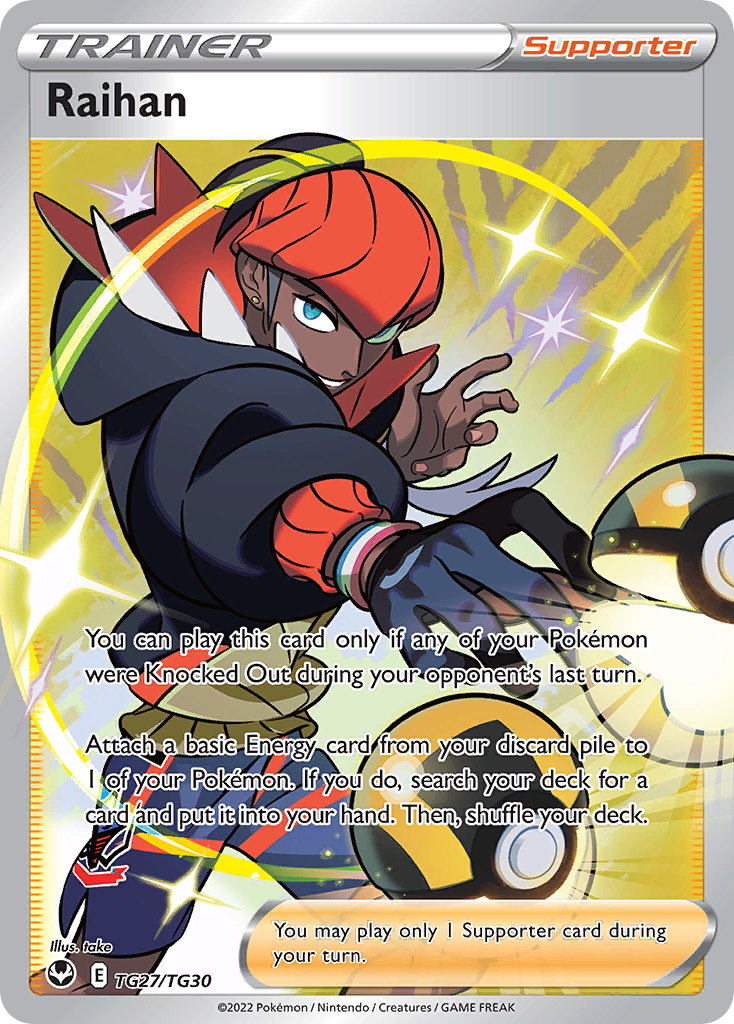 TRAINER
Supporter
Raihan
You can play this card only if any of your Pokémon
were Knocked Out during your opponent's last turn.
Attach a basic Energy card from your discard pile to
1 of your Pokémon. If you do, search your deck for a
card and put it into your hand. Then, shuffle your deck.
You may play only 1 Supporter card during
your turn.
Illus. take
E TG27/TG30
©2022 Pokémon / Nintendo / Creatures / GAME FREAK